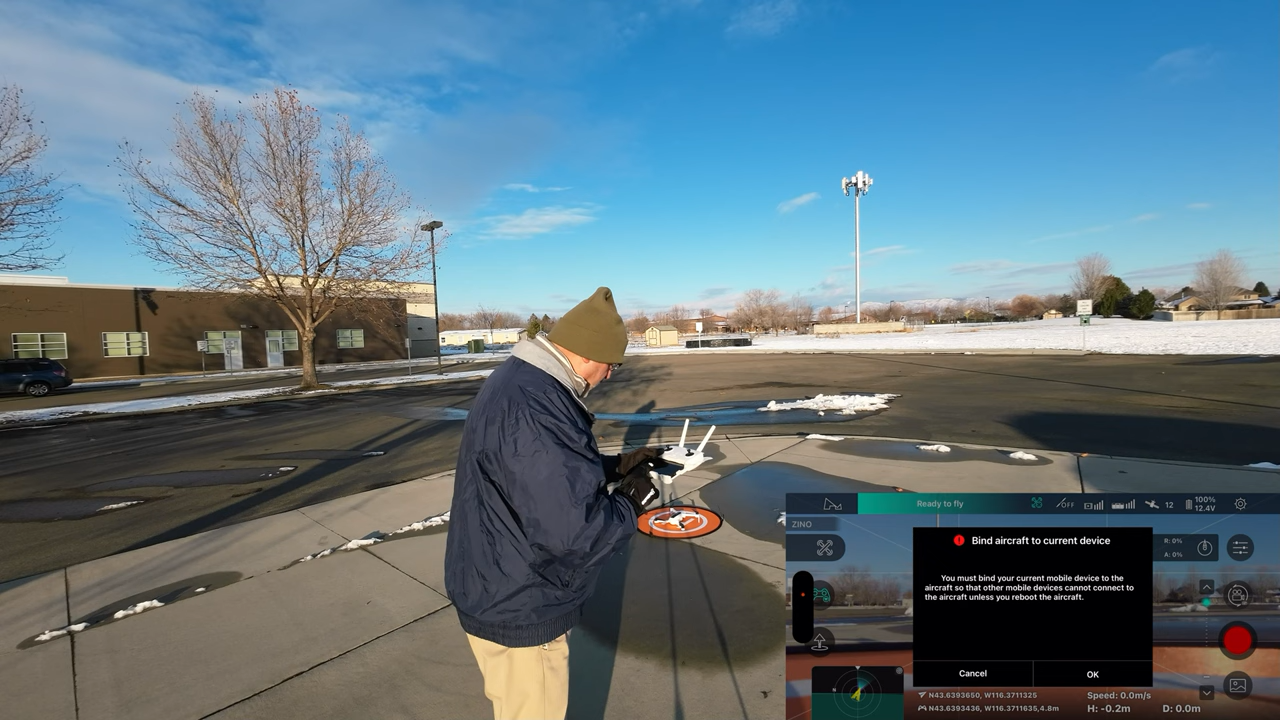 Ready to fly
OFF
12
100%
12.4V
ZINO
Bind aircraft to current device
R: 0%
A: 0%
You must bind your current mobile device to the
aircraft so that other mobile devices cannot connect to
the aircraft unless you reboot the aircraft.
Cancel
OK
N43.6393650, W116.3711325
Speed: 0.0m/s
N43.6393436, W116.3711635,4.8m
H: -0.2m
D: 0.0m